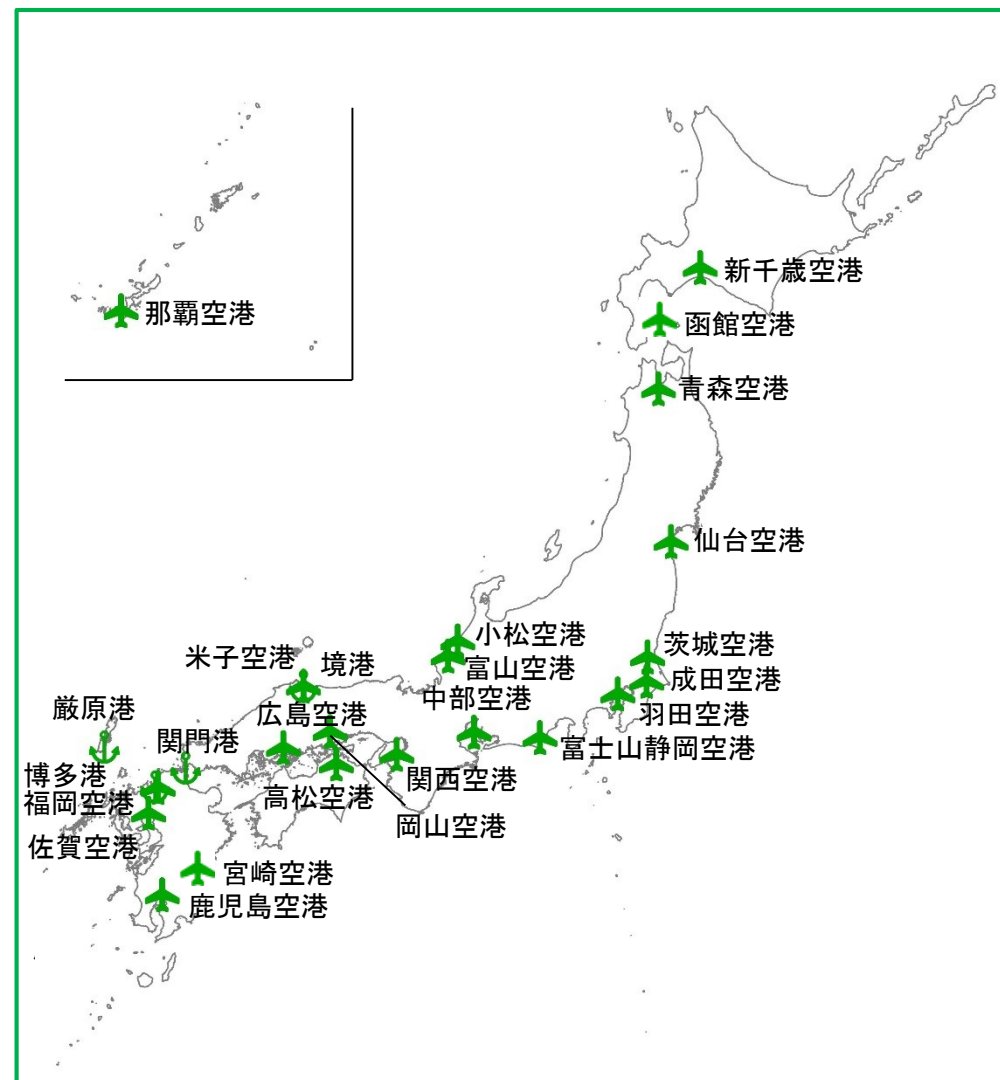 新千歳空港
那覇空港
函館空港
青森空港
仙台空港
小松空港
茨城空港
米子空港
境港
富山空港
成田空港
中部空港
厳原港
広島空港
羽田空港
関門港
富士山静岡空港
博多港
関西空港
福岡空港
高松空港
岡山空港
佐賀空港
宮崎空港
鹿児島空港